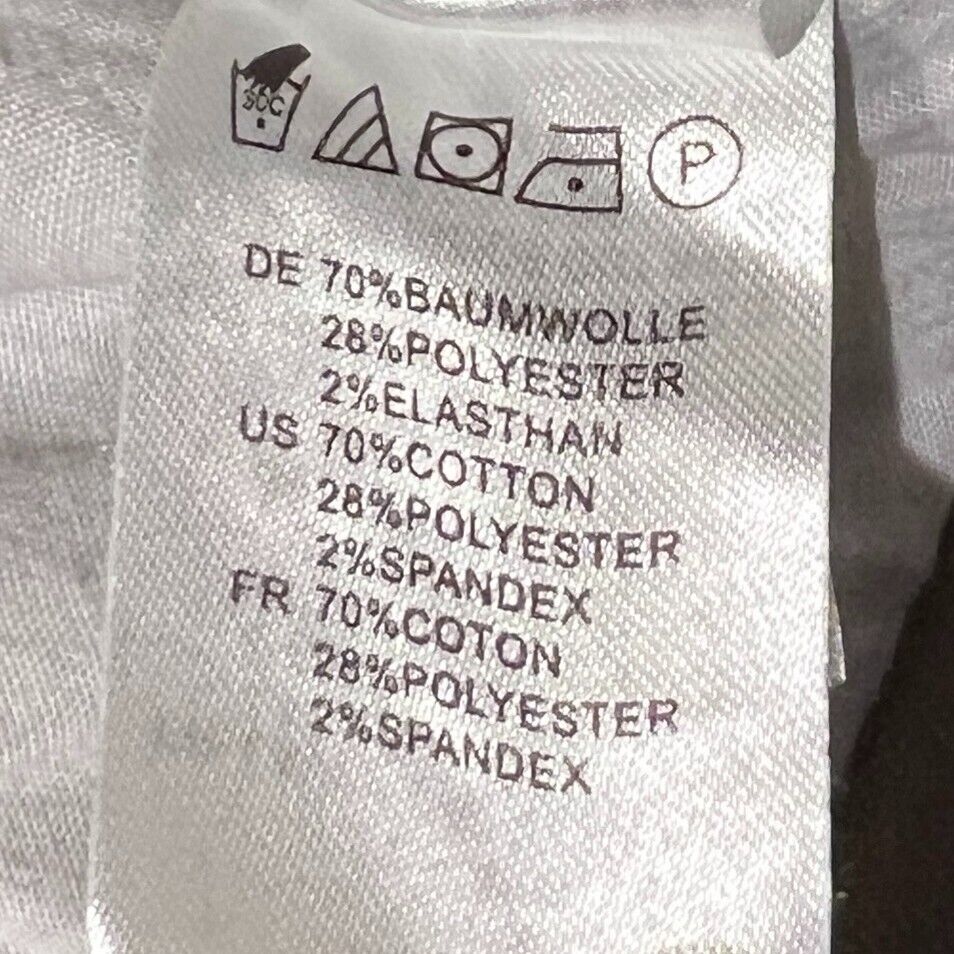 30C
P
DE 70%BAUMWOLLE
28%POLYESTER
2%ELASTHAN
US 70%COTTON
28%POLYESTER
2%SPANDEX
FR 70%COTON
28%POLYESTER
2%SPANDEX